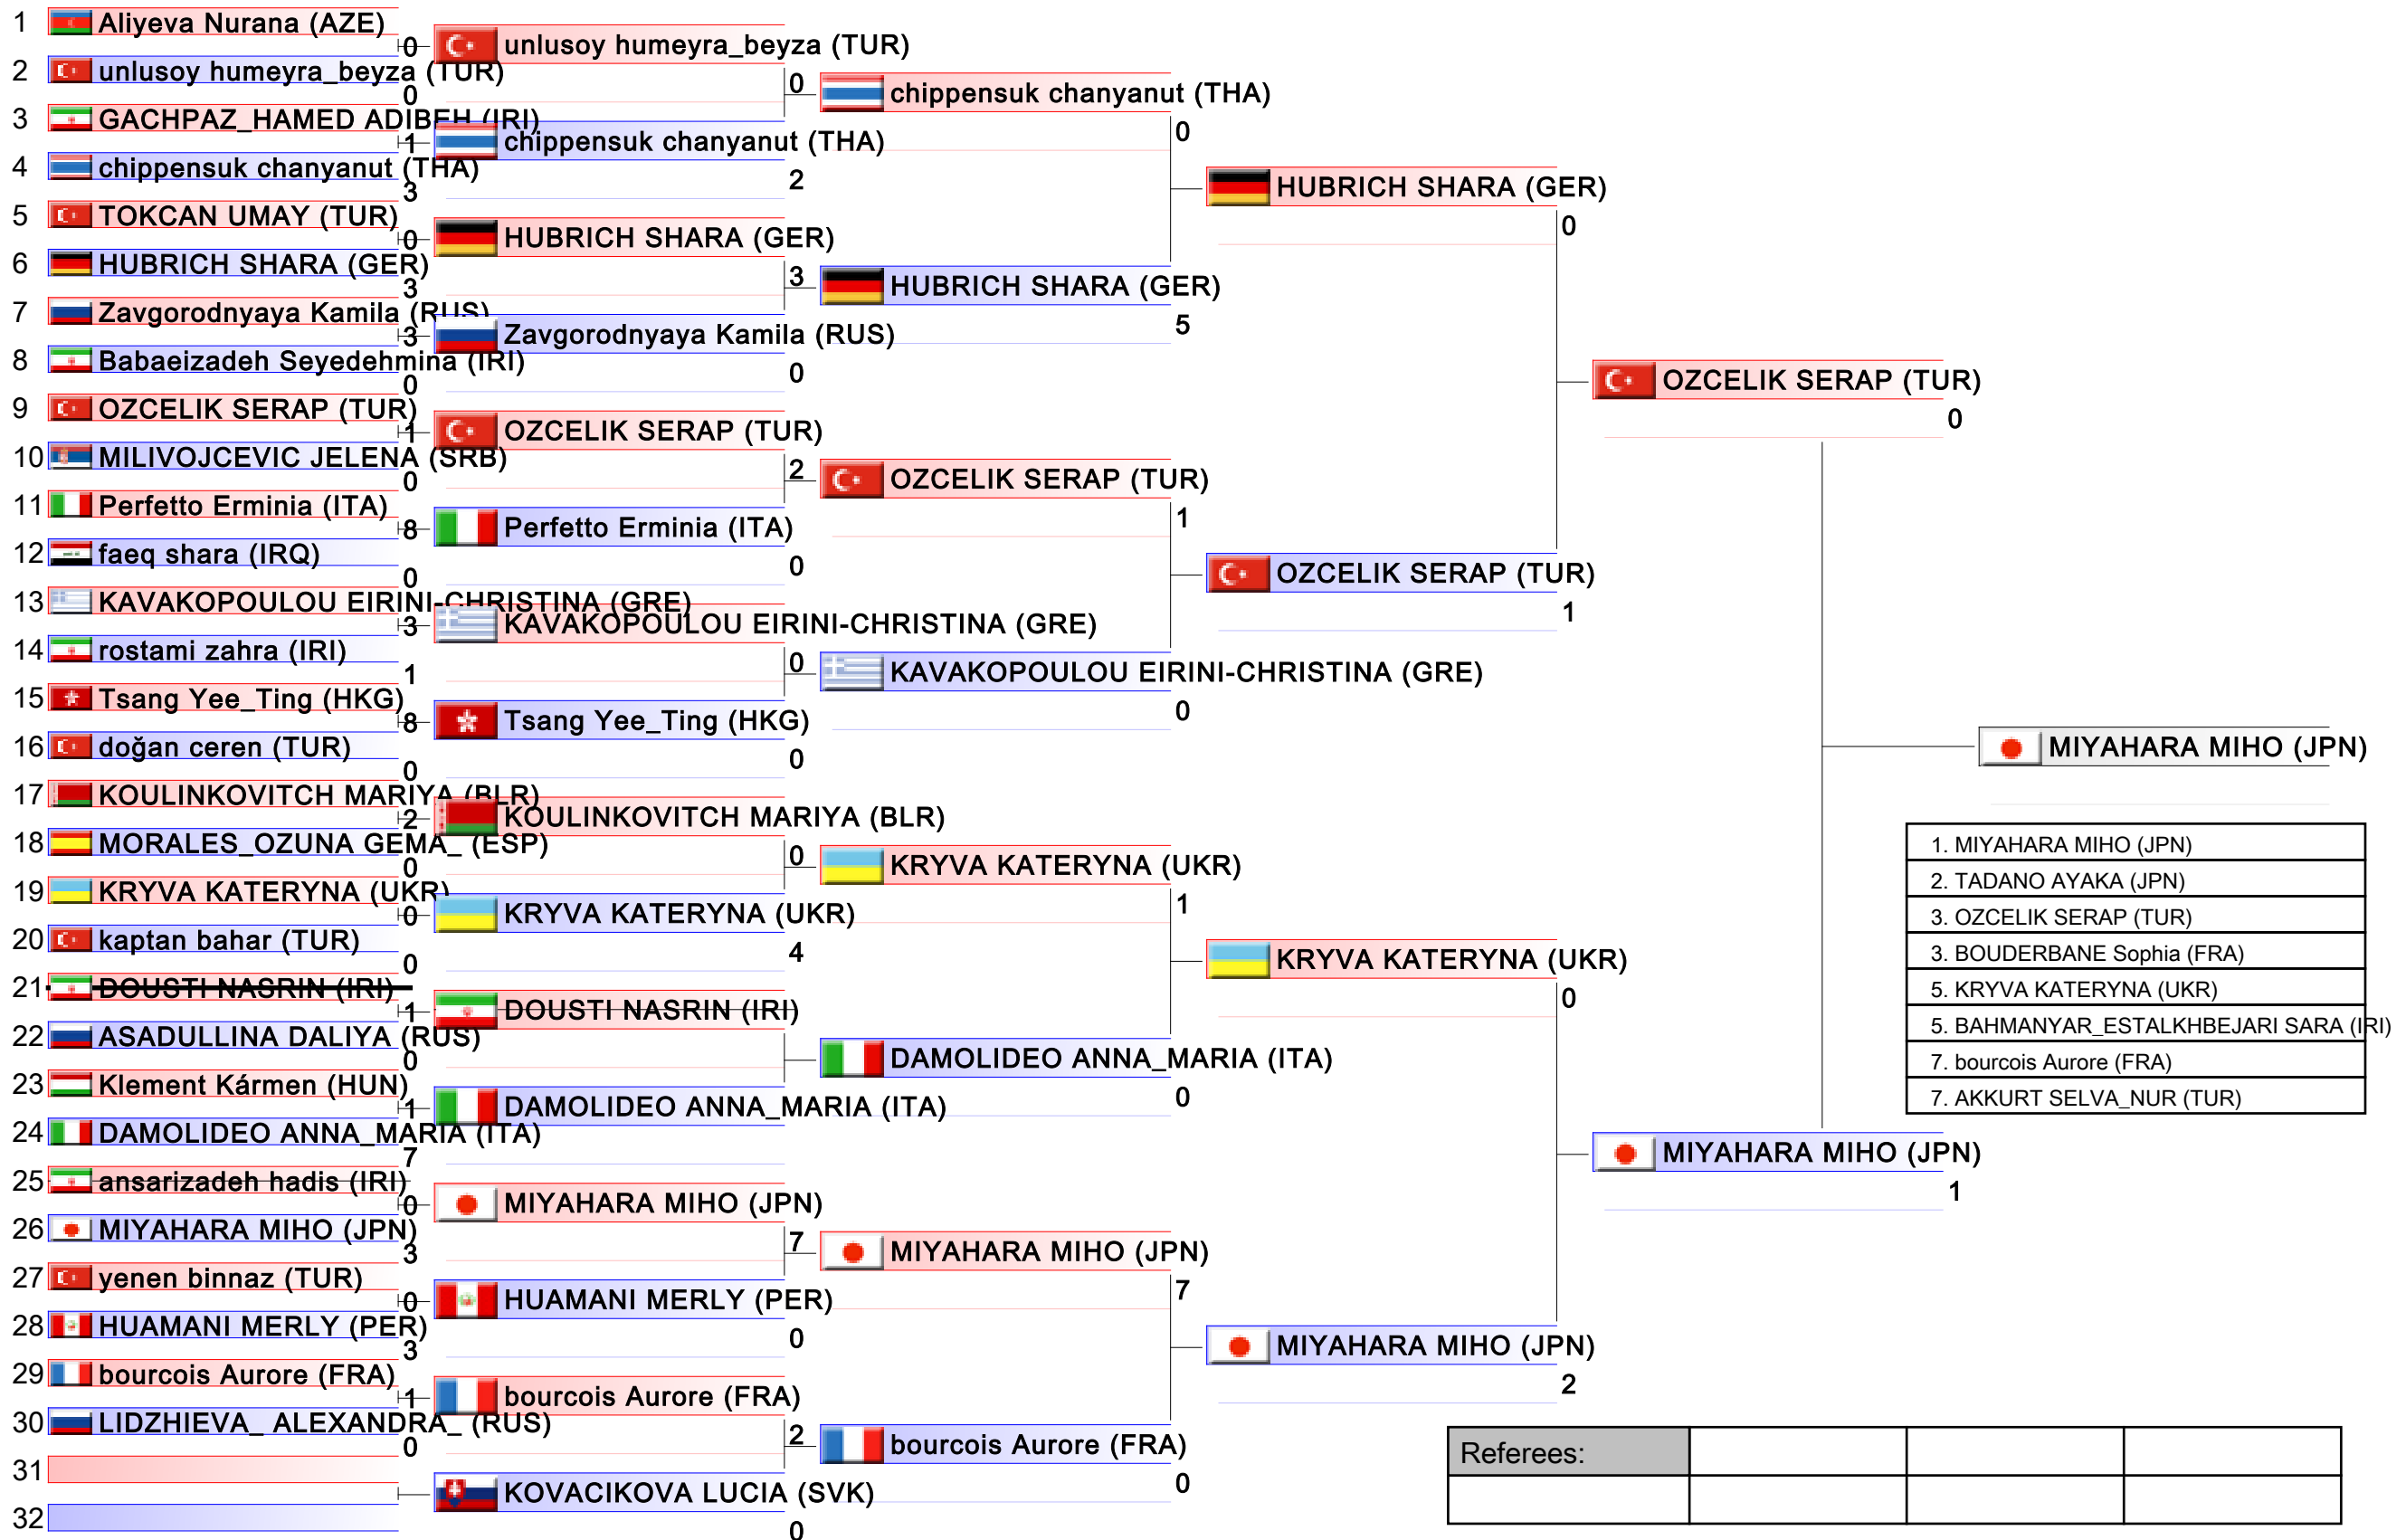 1 Aliyeva Nurana (AZE)
0
2 unlusoy humeyra_beyza (TUR)
0
3 GACHPAZ_HAMED ADIBEH (IRI)
1
4 chippensuk chanyanut (THA)
3
5 TOKCAN UMAY (TUR)
0
6 HUBRICH SHARA (GER)
3
7 Zavgorodnyaya Kamila (RUS)
3
8 Babaeizadeh Seyedehmina (IRI)
0
9 OZCELIK SERAP (TUR)
1
10 MILIVOJCEVIC JELENA (SRB)
0
11 Perfetto Erminia (ITA)
8
12 faeq shara (IRQ)
0
13 KAVAKOPOULOU EIRINI-CHRISTINA (GRE)
3
14 rostami zahra (IRI)
1
15 Tsang Yee_Ting (HKG)
8
16 doğan ceren (TUR)
0
17 KOULINKOVITCH MARIYA (BLR)
2
18 MORALES_OZUNA GEMA_ (ESP)
0
19 KRYVA KATERYNA (UKR)
0
20 kaptan bahar (TUR)
0
21 DOUSTI NASRIN (IRI)
1
22 ASADULLINA DALIYA (RUS)
0
23 Klement Kármen (HUN)
1
24 DAMOLIDEO ANNA_MARIA (ITA)
7
25 ansarizadeh hadis (IRI)
0
26 MIYAHARA MIHO (JPN)
3
27 yenen binnaz (TUR)
0
28 HUAMANI MERLY (PER)
3
29 bourcois Aurore (FRA)
1
30 LIDZHIEVA_ ALEXANDRA_ (RUS)
0
31
32
unlusoy humeyra_beyza (TUR)
0
chippensuk chanyanut (THA)
2
HUBRICH SHARA (GER)
3
Zavgorodnyaya Kamila (RUS)
0
OZCELIK SERAP (TUR)
2
Perfetto Erminia (ITA)
0
KAVAKOPOULOU EIRINI-CHRISTINA (GRE)
0
Tsang Yee_Ting (HKG)
0
KOULINKOVITCH MARIYA (BLR)
0
KRYVA KATERYNA (UKR)
4
DOUSTI NASRIN (IRI)
DAMOLIDEO ANNA_MARIA (ITA)
MIYAHARA MIHO (JPN)
7
HUAMANI MERLY (PER)
0
bourcois Aurore (FRA)
2
KOVACIKOVA LUCIA (SVK)
0
chippensuk chanyanut (THA)
0
HUBRICH SHARA (GER)
5
OZCELIK SERAP (TUR)
1
KAVAKOPOULOU EIRINI-CHRISTINA (GRE)
0
KRYVA KATERYNA (UKR)
1
DAMOLIDEO ANNA_MARIA (ITA)
0
MIYAHARA MIHO (JPN)
7
bourcois Aurore (FRA)
0
HUBRICH SHARA (GER)
0
OZCELIK SERAP (TUR)
1
KRYVA KATERYNA (UKR)
0
MIYAHARA MIHO (JPN)
2
OZCELIK SERAP (TUR)
0
MIYAHARA MIHO (JPN)
1
MIYAHARA MIHO (JPN)
1. MIYAHARA MIHO (JPN)
2. TADANO AYAKA (JPN)
3. OZCELIK SERAP (TUR)
3. BOUDERBANE Sophia (FRA)
5. KRYVA KATERYNA (UKR)
5. BAHMANYAR_ESTALKHBEJARI SARA (IRI)
7. bourcois Aurore (FRA)
7. AKKURT SELVA_NUR (TUR)
Referees: